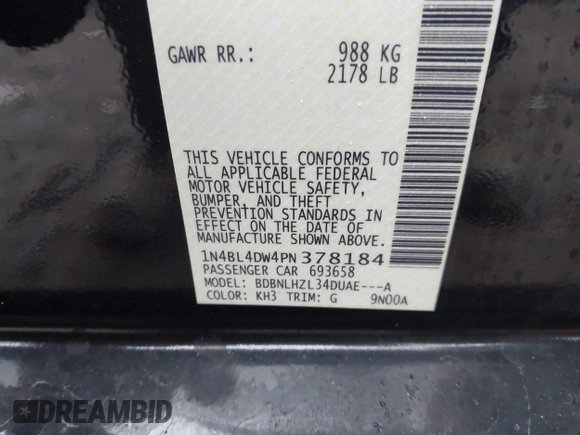 GAWR RR.: 988 KG
2178 LB
THIS VEHICLE CONFORMS TO
ALL APPLICABLE FEDERAL
MOTOR VEHICLE SAFETY,
BUMPER, AND THEFT
PREVENTION STANDARDS IN
EFFECT ON THE DATE OF
MANUFACTURE SHOWN ABOVE.
1N4BL4DW4PN378184
PASSENGER CAR 693658
MODEL: BDBNLHZL34DUAE---A
COLOR: KH3 TRIM: G 9N00A
DREAMBID